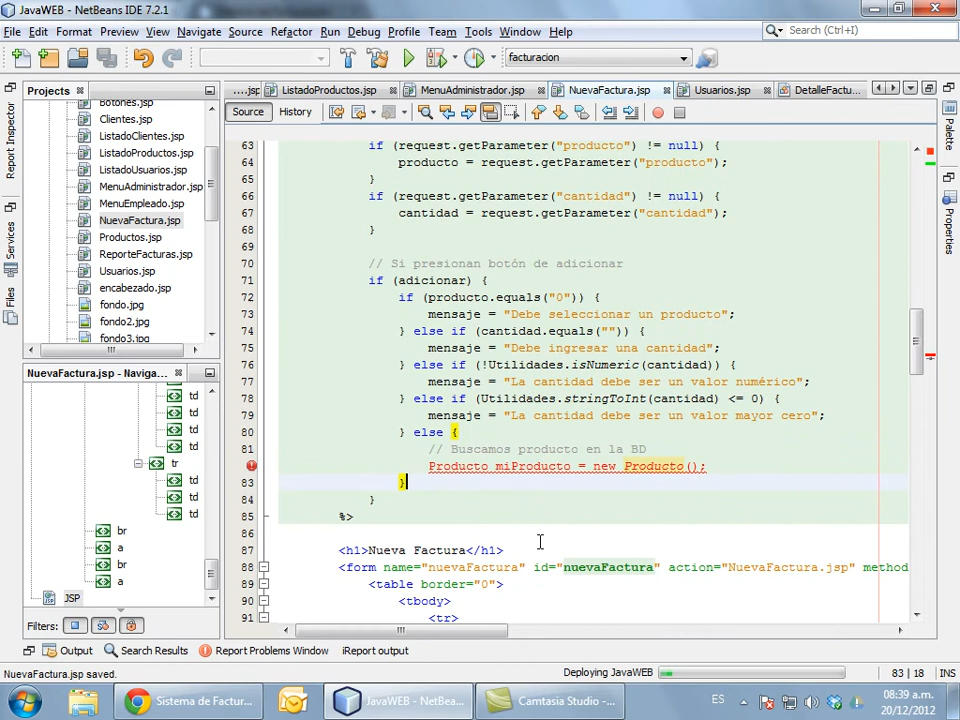 JavaWEB - NetBeans IDE 7.2.1
File Edit Format Preview View Navigate Source Refactor Run Debug Profile Team Tools Window Help
Search (Ctrl+I)
facturacion
Projects
...jsp ListadoProductos.jsp MenuAdministrador.jsp NuevaFactura.jsp Usuarios.jsp DetalleFactu...
Source History
Report Inspector
Services
Files
Palette
Properties
Botones.jsp
Clientes.jsp
ListadoClientes.jsp
ListadoProductos.jsp
ListadoUsuarios.jsp
MenuAdministrador.jsp
MenuEmpleado.jsp
NuevaFactura.jsp
Productos.jsp
ReporteFacturas.jsp
Usuarios.jsp
encabezado.jsp
fondo.jpg
fondo2.jpg
fondo3.jpg
NuevaFactura.jsp - Naviga...
td
td
td
td
tr
td
td
td
br
a
br
a
JSP
Filters:
63 if (request.getParameter("producto") != null) {
64 producto = request.getParameter("producto");
65 }
66 if (request.getParameter("cantidad") != null) {
67 cantidad = request.getParameter("cantidad");
68 }
69
70 // Si presionan botón de adicionar
71 if (adicionar) {
72 if (producto.equals("0")) {
73 mensaje = "Debe seleccionar un producto";
74 } else if (cantidad.equals("")) {
75 mensaje = "Debe ingresar una cantidad";
76 } else if (!Utilidades.isNumeric(cantidad)) {
77 mensaje = "La cantidad debe ser un valor numérico";
78 } else if (Utilidades.stringToInt(cantidad) <= 0) {
79 mensaje = "La cantidad debe ser un valor mayor cero";
80 } else {
81 // Buscamos producto en la BD
Producto miProducto = new Producto();
83 }
84 }
85 %>
86
87 <h1>Nueva Factura</h1>
88 <form name="nuevaFactura" id="nuevaFactura" action="NuevaFactura.jsp" method
89 <table border="0">
90 <tbody>
91 <tr>
Output Search Results Report Problems Window iReport output
NuevaFactura.jsp saved.
Deploying JavaWEB
83 | 18 INS
Sistema de Factur...
JavaWEB - NetBea...
Camtasia Studio -...
ES
08:39 a.m.
20/12/2012